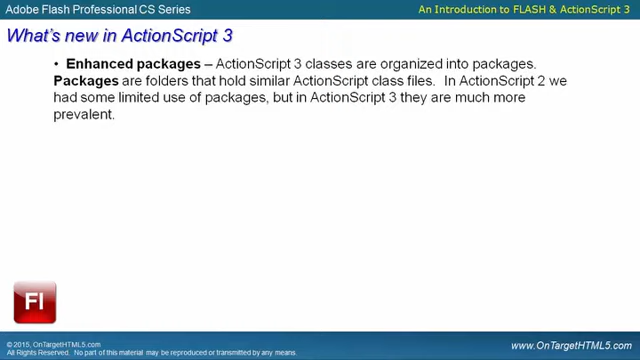 Adobe Flash Professional CS Series
An Introduction to FLASH & ActionScript 3
What's new in ActionScript 3
• Enhanced packages – ActionScript 3 classes are organized into packages.
Packages are folders that hold similar ActionScript class files. In ActionScript 2 we
had some limited use of packages, but in ActionScript 3 they are much more
prevalent.
Fl
© 2015, OnTargetHTML5.com.
All Rights Reserved. No part of this material may be reproduced or transmitted by any means.
www.OnTargetHTML5.com